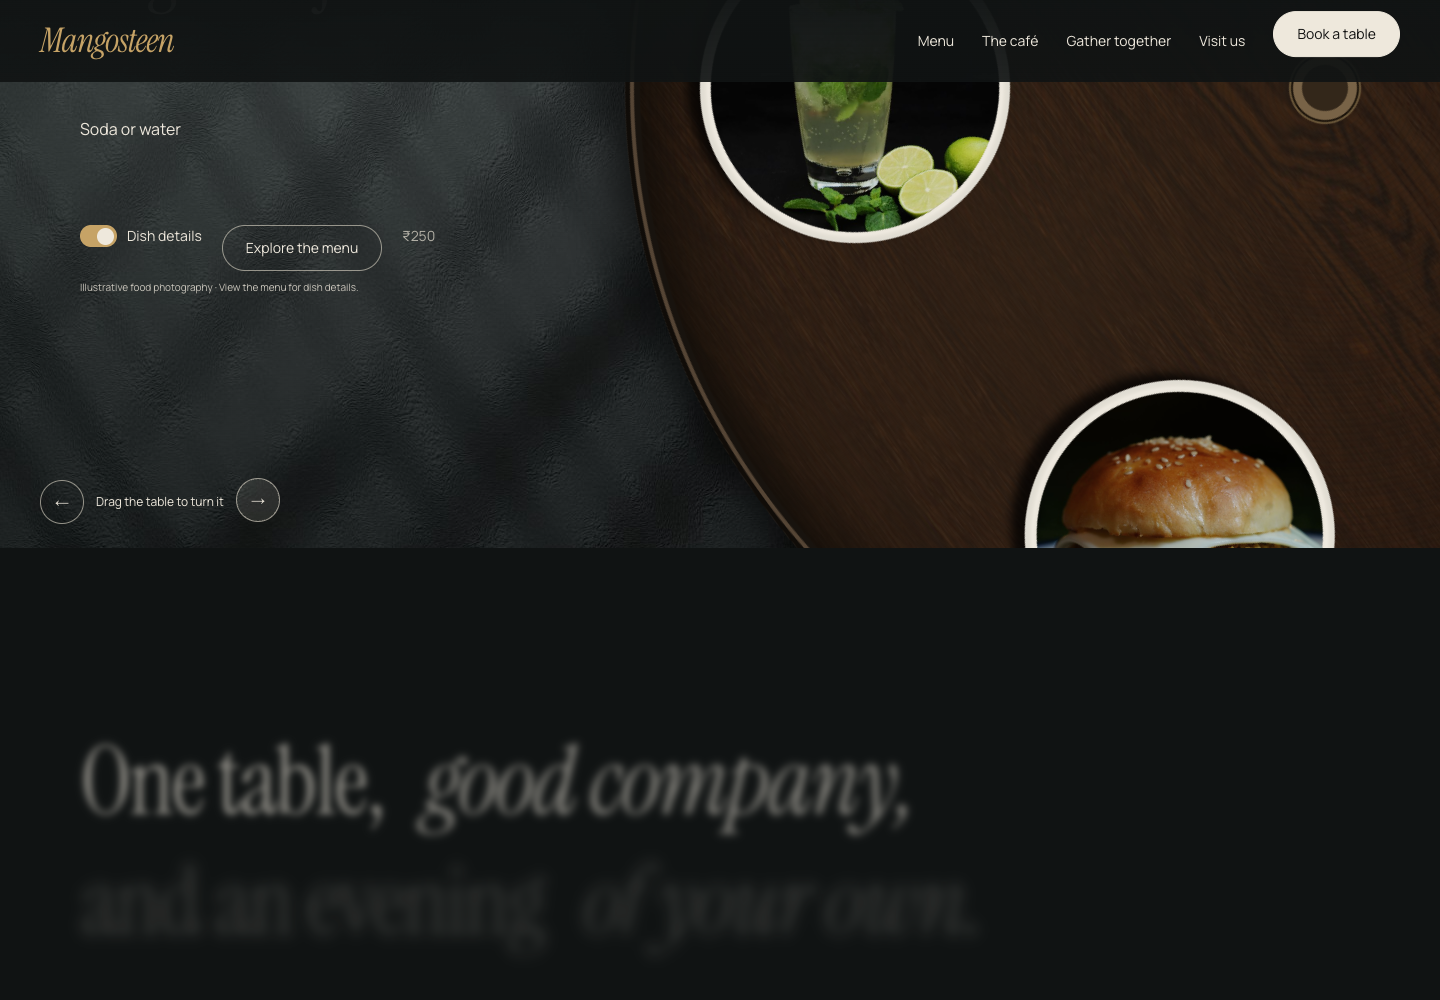 Mangosteen
Menu
The café
Gather together
Visit us
Book a table
Soda or water
Dish details
Explore the menu
₹250
Illustrative food photography · View the menu for dish details.
←
Drag the table to turn it
→
One table, good company,
and an evening of your own.